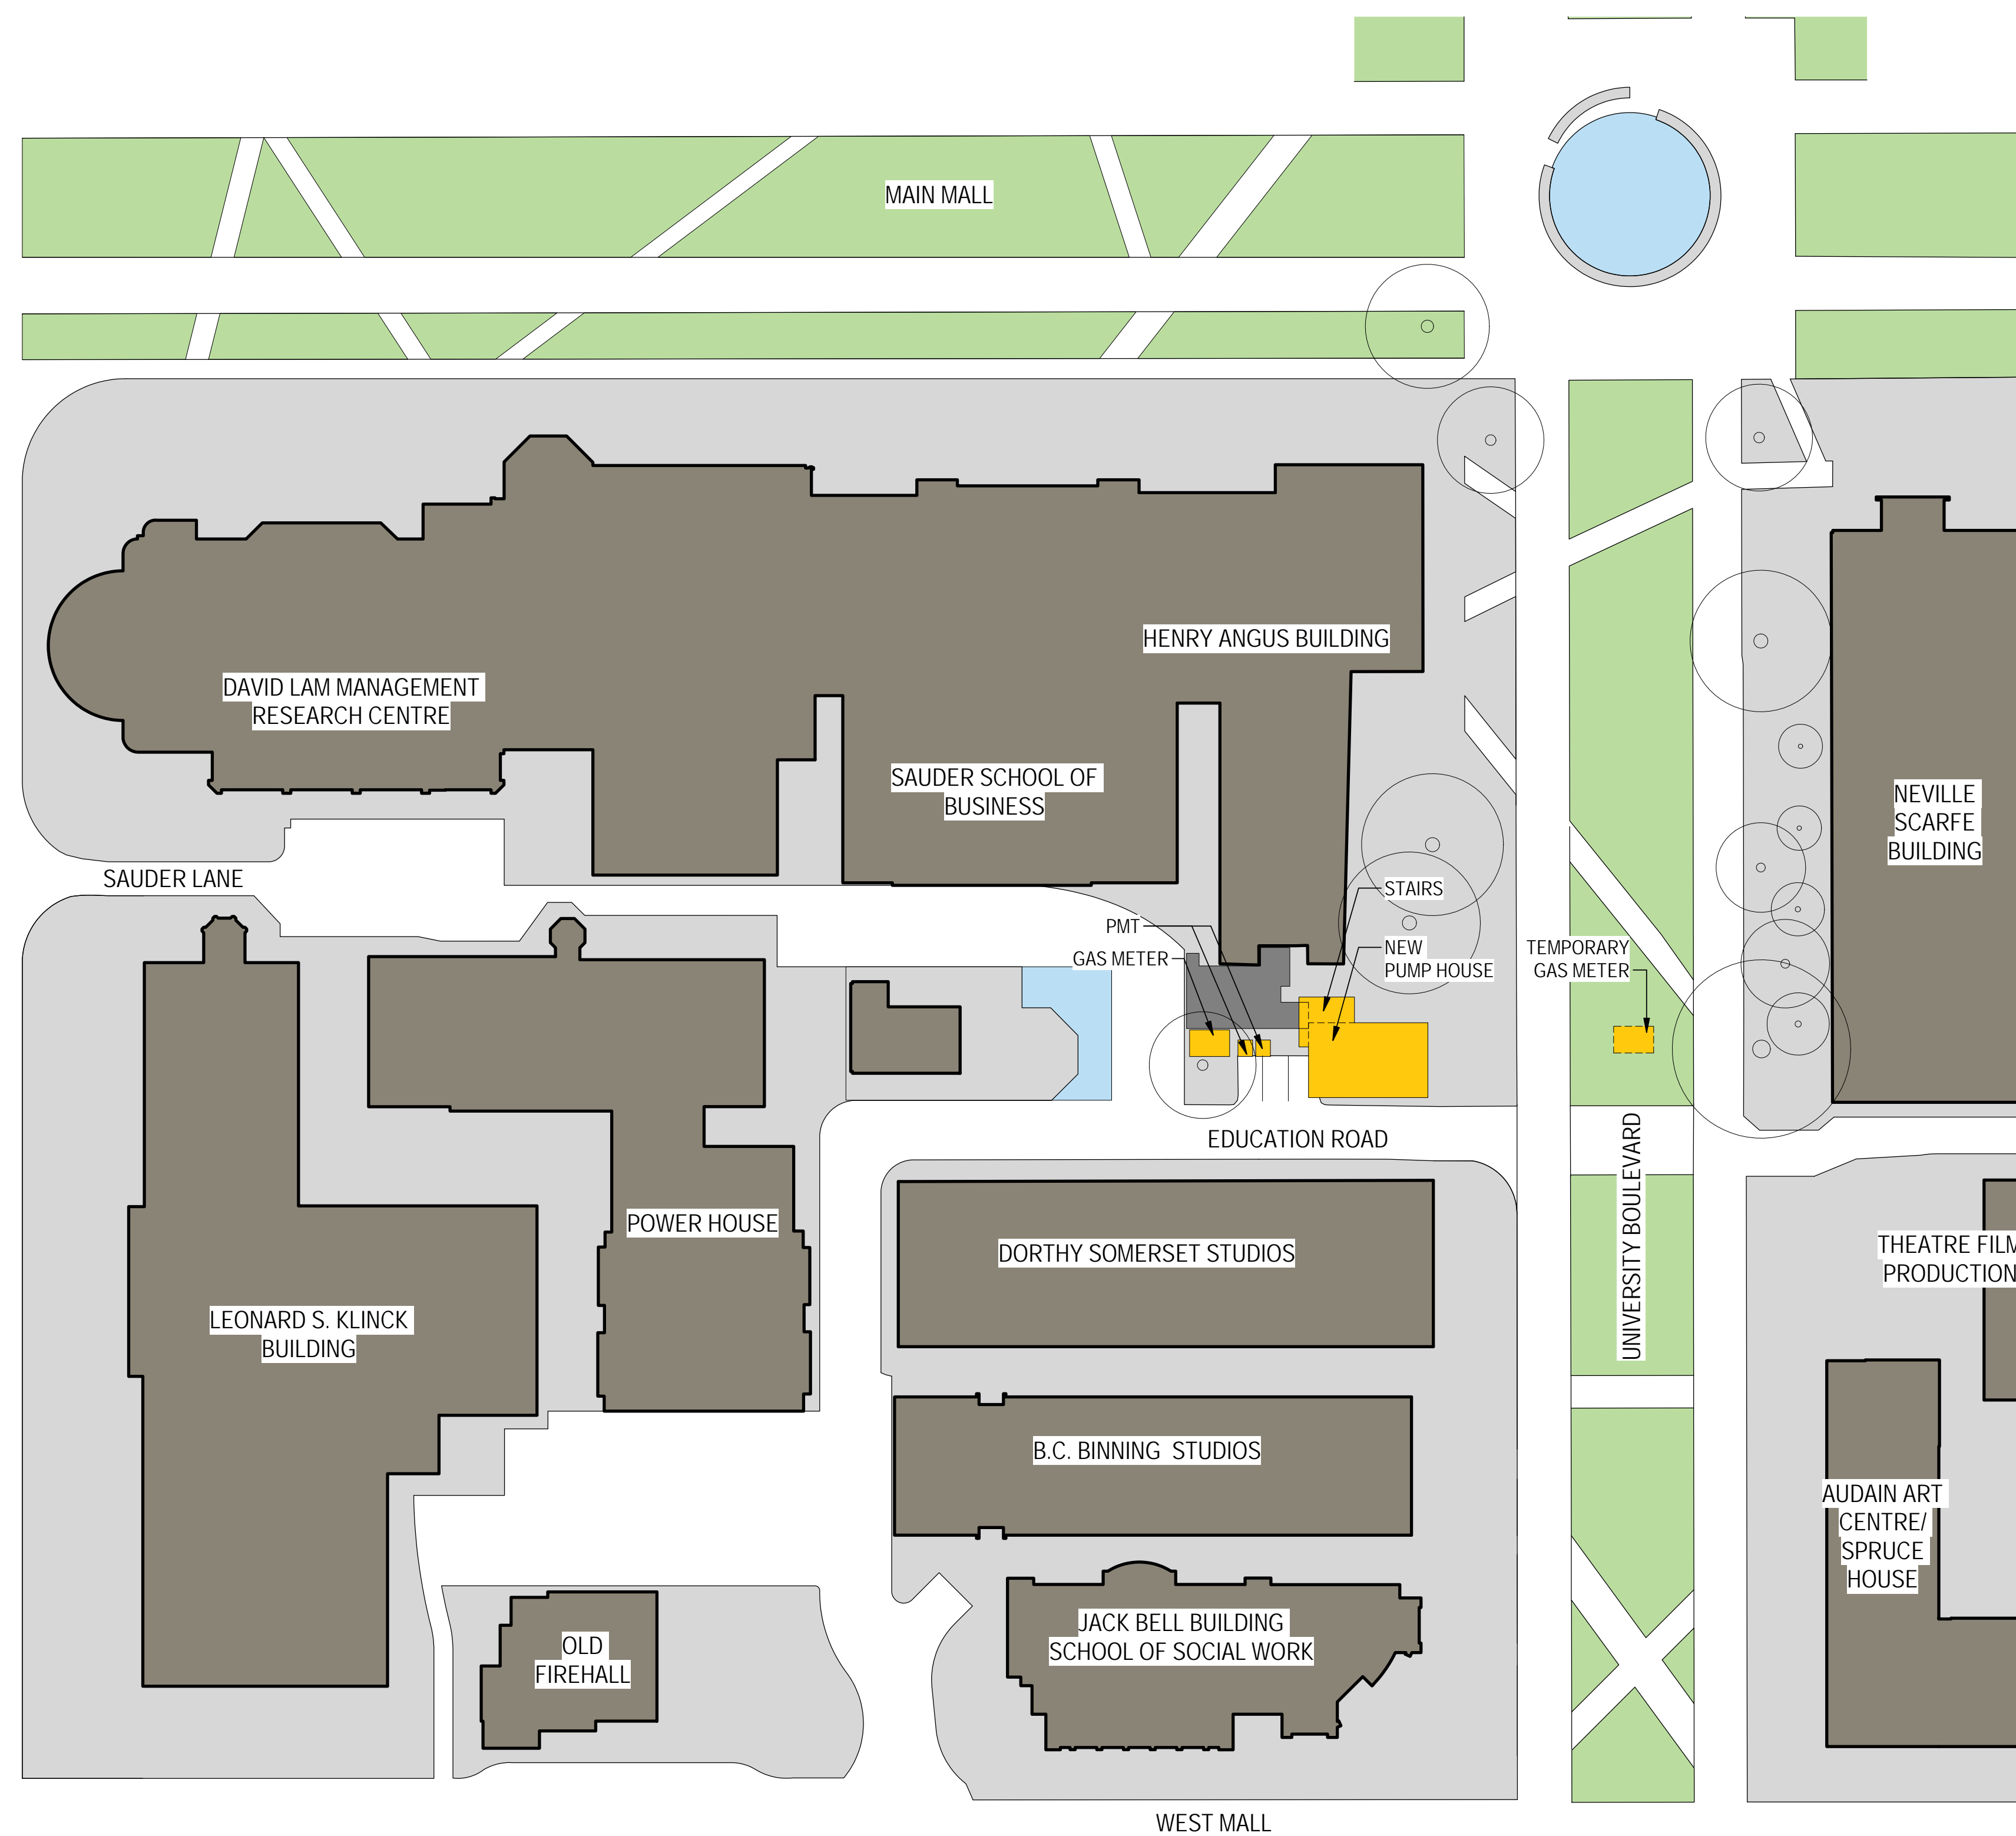 MAIN MALL
HENRY ANGUS BUILDING
DAVID LAM MANAGEMENT
RESEARCH CENTRE
SAUDER SCHOOL OF
BUSINESS
NEVILLE
SCARFE
BUILDING
SAUDER LANE
STAIRS
PMT
GAS METER
NEW
PUMP HOUSE
TEMPORARY
GAS METER
EDUCATION ROAD
UNIVERSITY BOULEVARD
POWER HOUSE
DORTHY SOMERSET STUDIOS
THEATRE FILM
PRODUCTION
LEONARD S. KLINCK
BUILDING
B.C. BINNING STUDIOS
AUDAIN ART
CENTRE/
SPRUCE
HOUSE
OLD
FIREHALL
JACK BELL BUILDING
SCHOOL OF SOCIAL WORK
WEST MALL